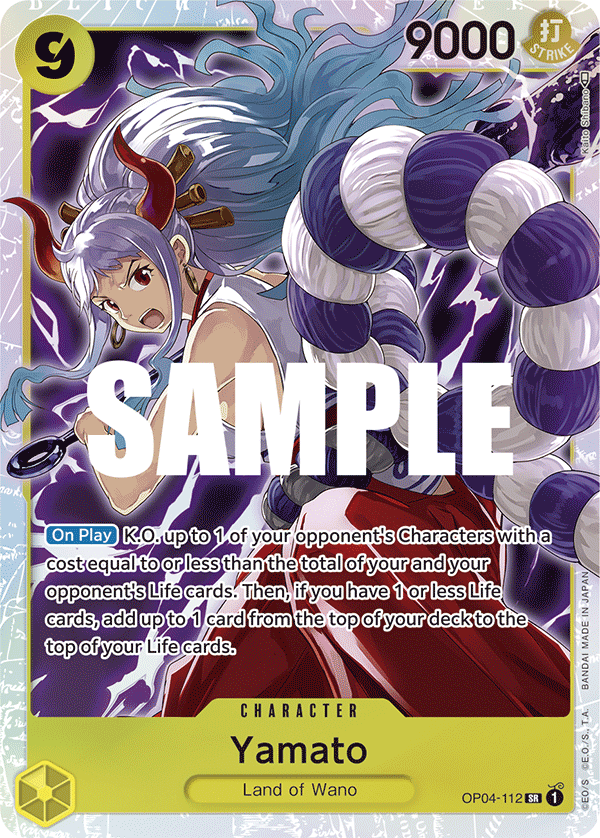 9
9000
打
STRIKE
Kaito Shibano
SAMPLE
On Play K.O. up to 1 of your opponent's Characters with a
cost equal to or less than the total of your and your
opponent's Life cards. Then, if you have 1 or less Life
cards, add up to 1 card from the top of your deck to the
top of your Life cards.
CHARACTER
Yamato
Land of Wano
OP04-112 SR 1
©E.O./S ©E.O./S, T.A. BANDAI MADE IN JAPAN